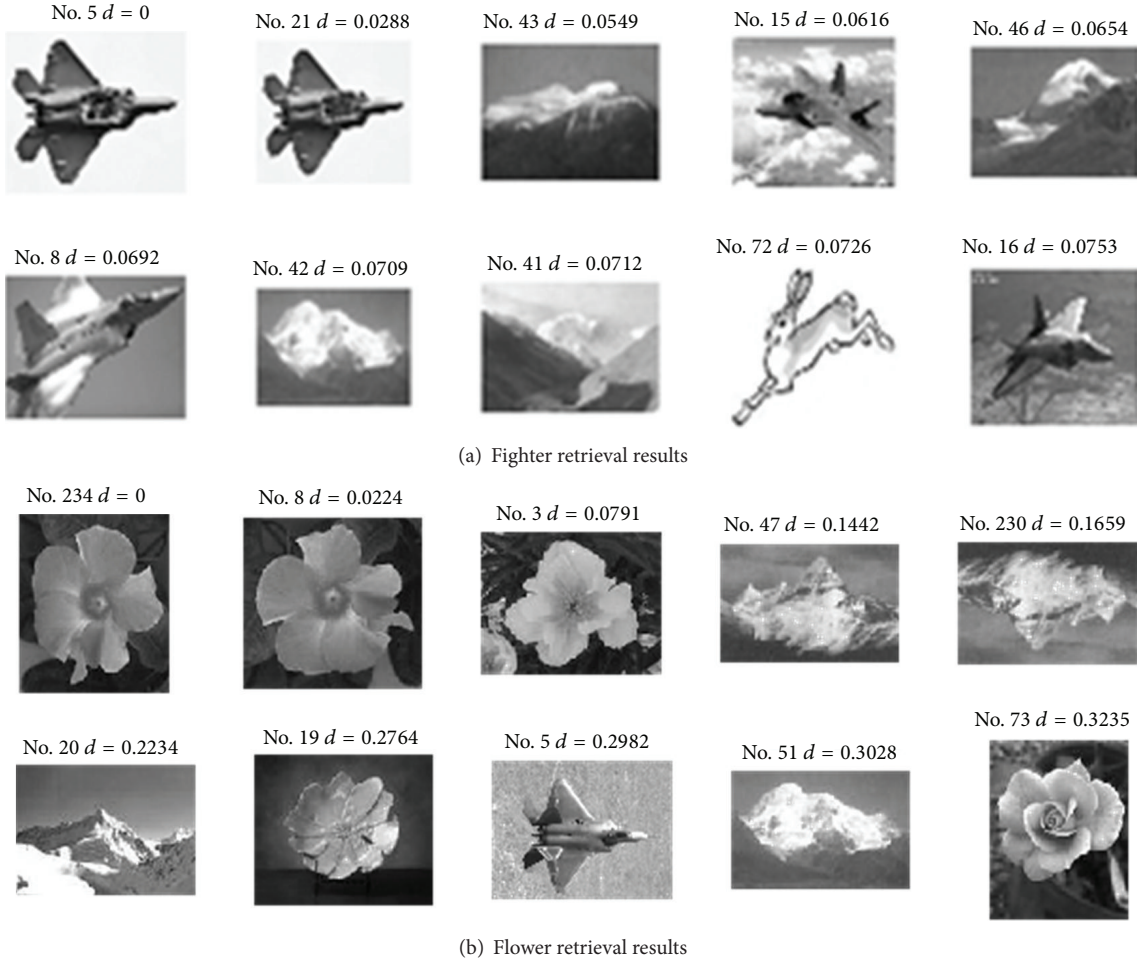 No. 5 d = 0
No. 21 d = 0.0288
No. 43 d = 0.0549
No. 15 d = 0.0616
No. 46 d = 0.0654
No. 8 d = 0.0692
No. 42 d = 0.0709
No. 41 d = 0.0712
No. 72 d = 0.0726
No. 16 d = 0.0753
(a) Fighter retrieval results
No. 234 d = 0
No. 8 d = 0.0224
No. 3 d = 0.0791
No. 47 d = 0.1442
No. 230 d = 0.1659
No. 20 d = 0.2234
No. 19 d = 0.2764
No. 5 d = 0.2982
No. 51 d = 0.3028
No. 73 d = 0.3235
(b) Flower retrieval results